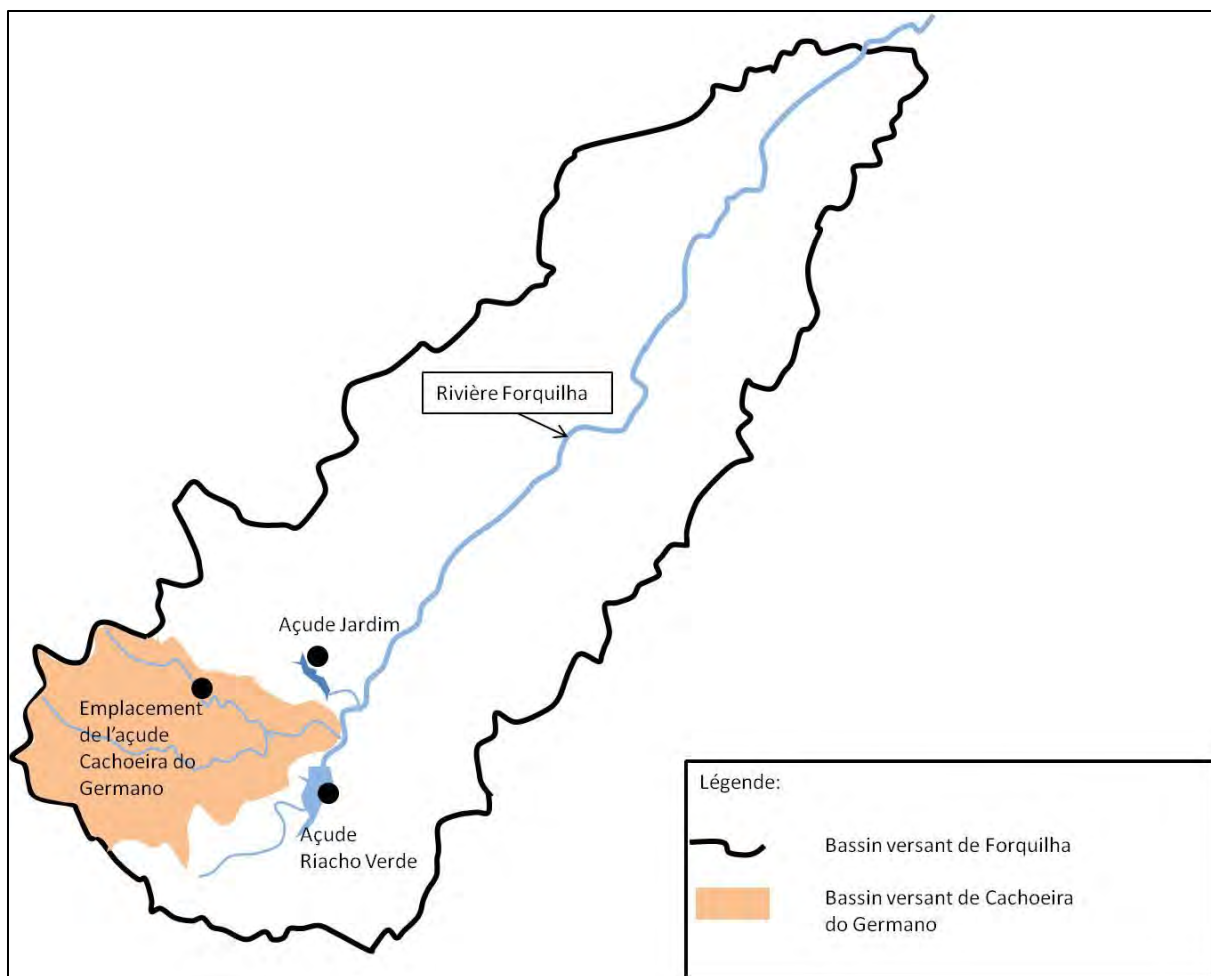 Rivière Forquilha
Açude Jardim
Emplacement
de l'açude
Cachoeira do
Germano
Açude
Riacho Verde
Légende:
Bassin versant de Forquilha
Bassin versant de Cachoeira
do Germano